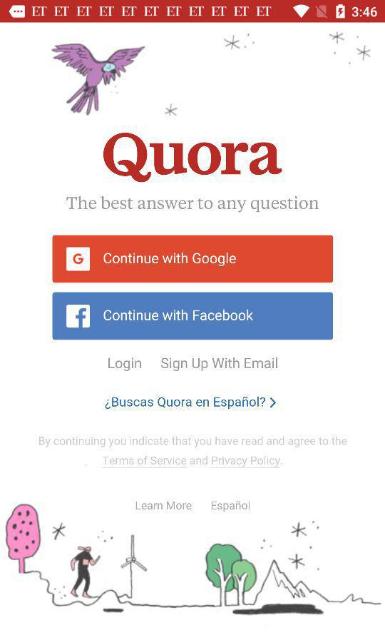 ET ET ET ET ET ET ET ET ET ET ET 3:46
Quora
The best answer to any question
G Continue with Google
f Continue with Facebook
Login Sign Up With Email
¿Buscas Quora en Español? >
By continuing you indicate that you have read and agree to the
Terms of Service and Privacy Policy.
Learn More Español